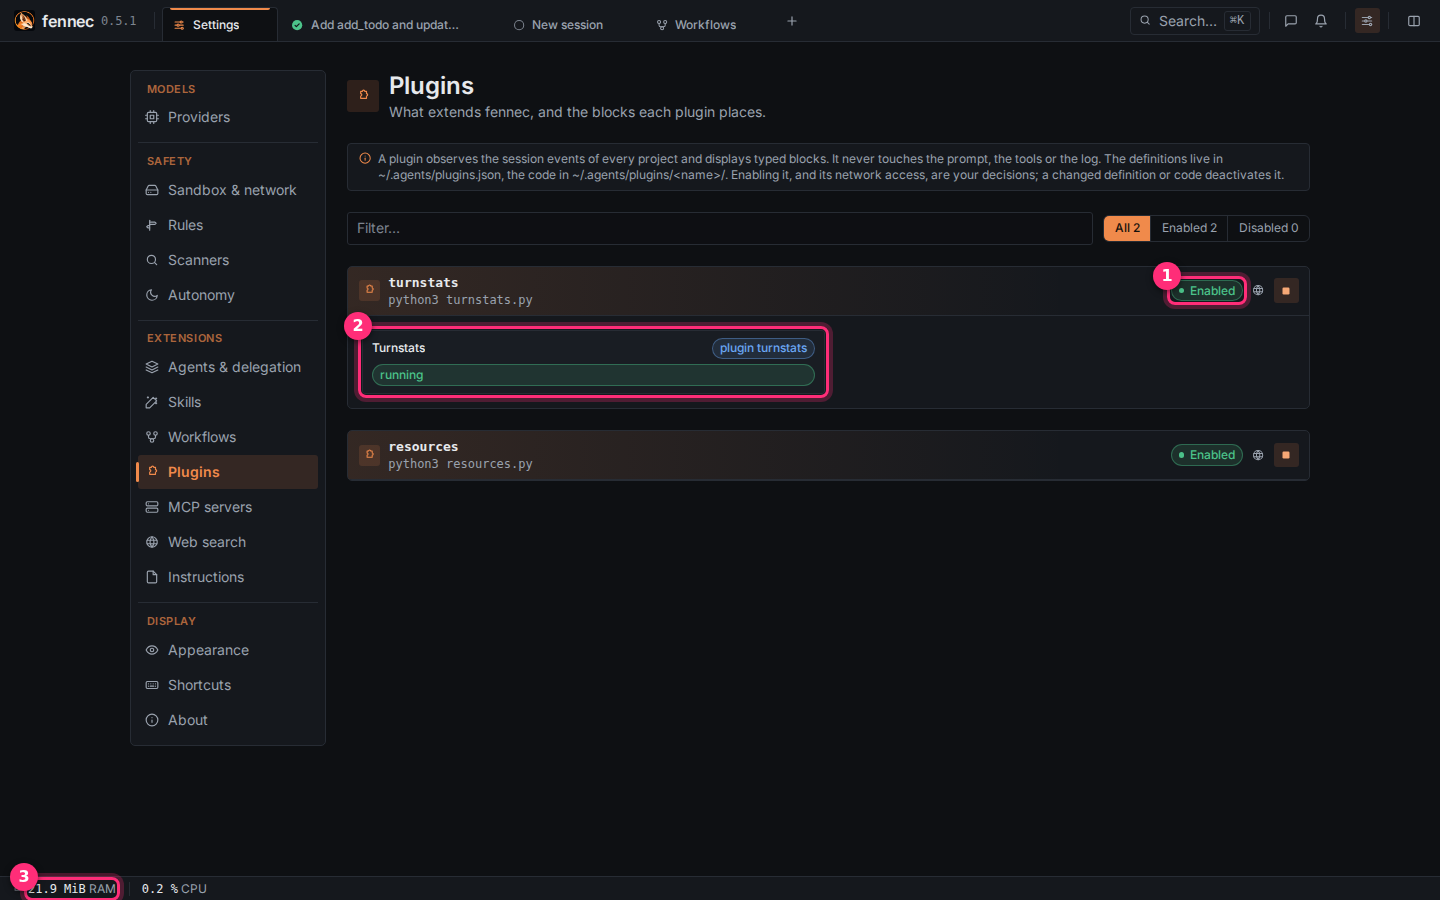 fennec 0.5.1
Settings
Add add_todo and updat...
New session
Workflows
Search... ⌘K
MODELS
Providers
SAFETY
Sandbox & network
Rules
Scanners
Autonomy
EXTENSIONS
Agents & delegation
Skills
Workflows
Plugins
MCP servers
Web search
Instructions
DISPLAY
Appearance
Shortcuts
About
Plugins
What extends fennec, and the blocks each plugin places.
A plugin observes the session events of every project and displays typed blocks. It never touches the prompt, the tools or the log. The definitions live in
~/.agents/plugins.json, the code in ~/.agents/plugins/<name>/. Enabling it, and its network access, are your decisions; a changed definition or code deactivates it.
Filter...
All 2
Enabled 2
Disabled 0
turnstats
python3 turnstats.py
1
Enabled
2
Turnstats
plugin turnstats
running
resources
python3 resources.py
Enabled
3
21.9 MiB RAM
0.2 % CPU